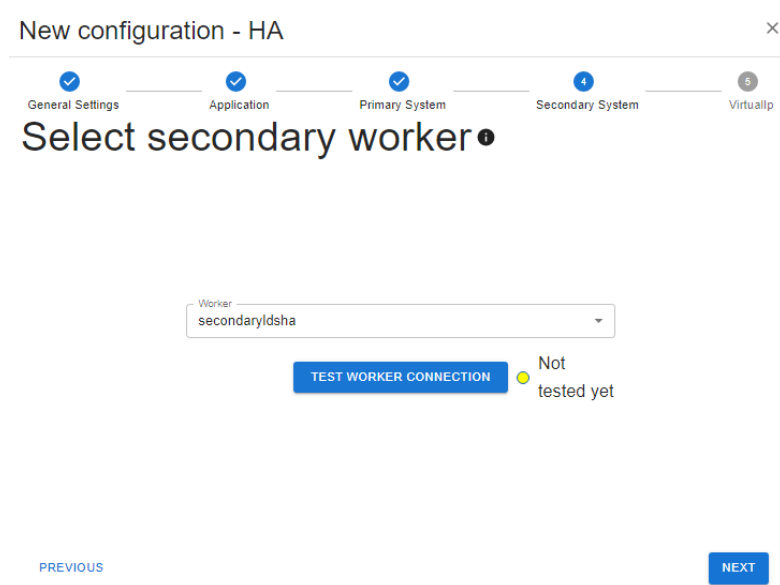 New configuration - HA
4
5
General Settings
Application
Primary System
Secondary System
VirtualIp
Select secondary worker
Worker
secondaryldsha
TEST WORKER CONNECTION
Not
tested yet
PREVIOUS
NEXT